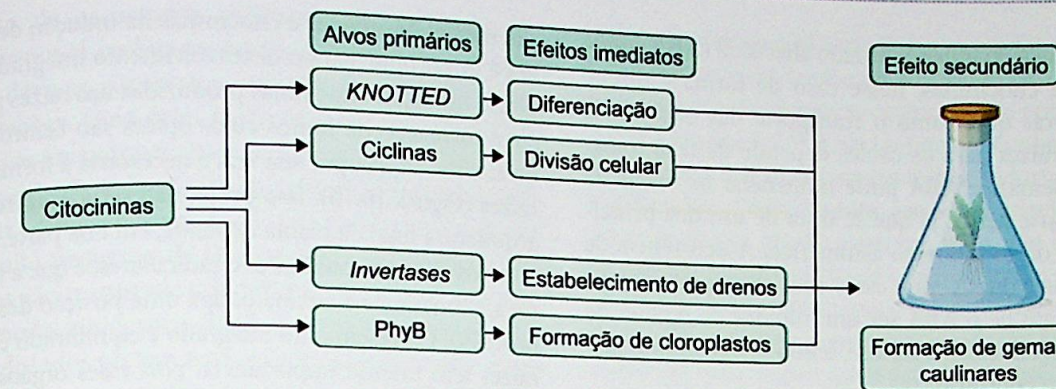 Alvos primários
Efeitos imediatos
Efeito secundário
KNOTTED
Diferenciação
Ciclinas
Divisão celular
Citocininas
Invertases
Estabelecimento de drenos
PhyB
Formação de cloroplastos
Formação de gema
caulinares